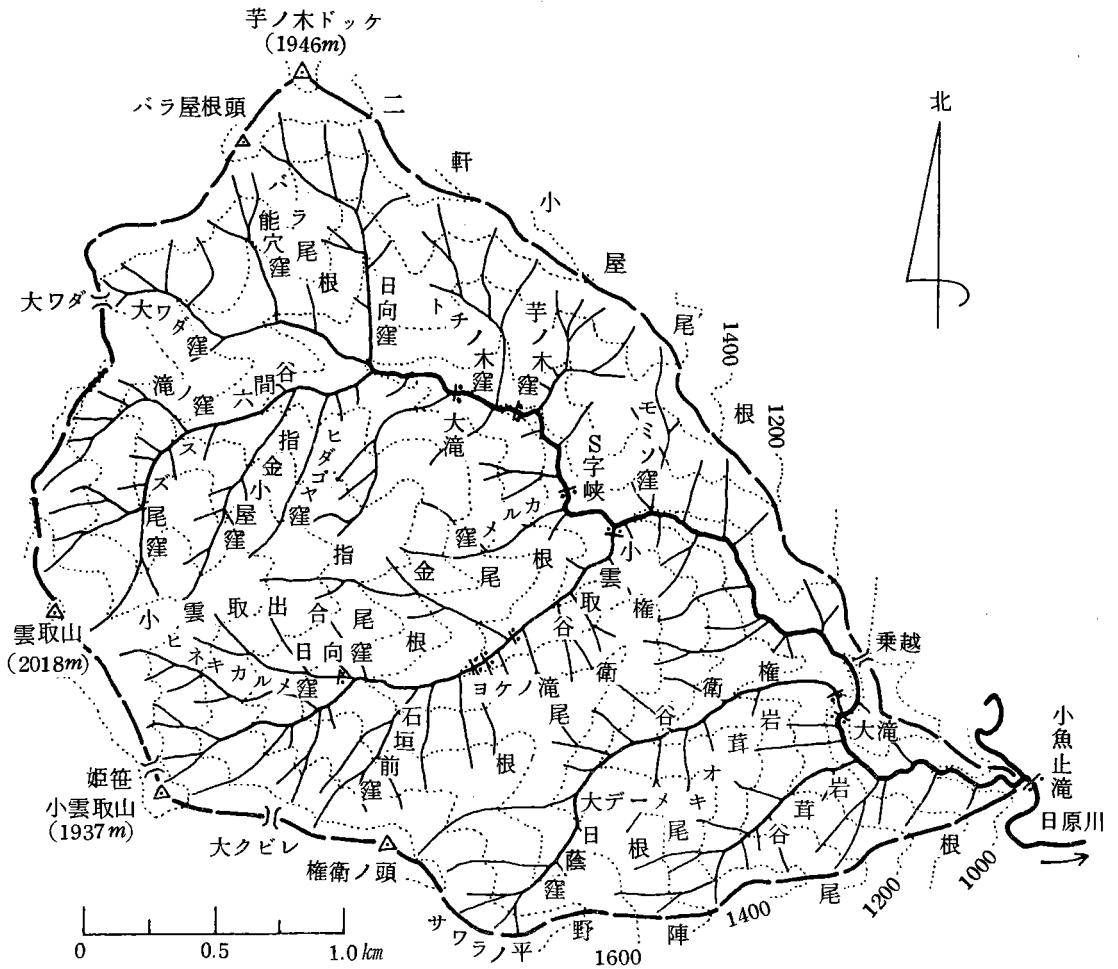 芋ノ木ドッケ
(1946m)
バラ屋根頭
北
二軒小屋尾根
バラ尾根
能穴窪
日向窪
トチノ木窪
芋ノ木窪
大ワダ
大ワダ窪
1400
1200
滝ノ窪
六間谷
大滝
S字峡
モミソ窪
スズ尾窪
指金小屋窪
ヒダゴヤ窪
カルメ窪
指金尾根
小雲取谷
小雲取出合尾根
雲取山
(2018m)
ヒネキカルメ窪
日向窪
ヨケノ滝
権衛尾根
権衛谷
乗越
石垣前窪
岩茸
大滝
小魚止滝
姫笹
小雲取山
(1937m)
大デーメキ
オ岩茸尾根
岩茸谷
日蔭窪
日原川
大クビレ
権衛ノ頭
サワラノ平
野陣尾根
1000
1200
1400
1600
0
0.5
1.0km